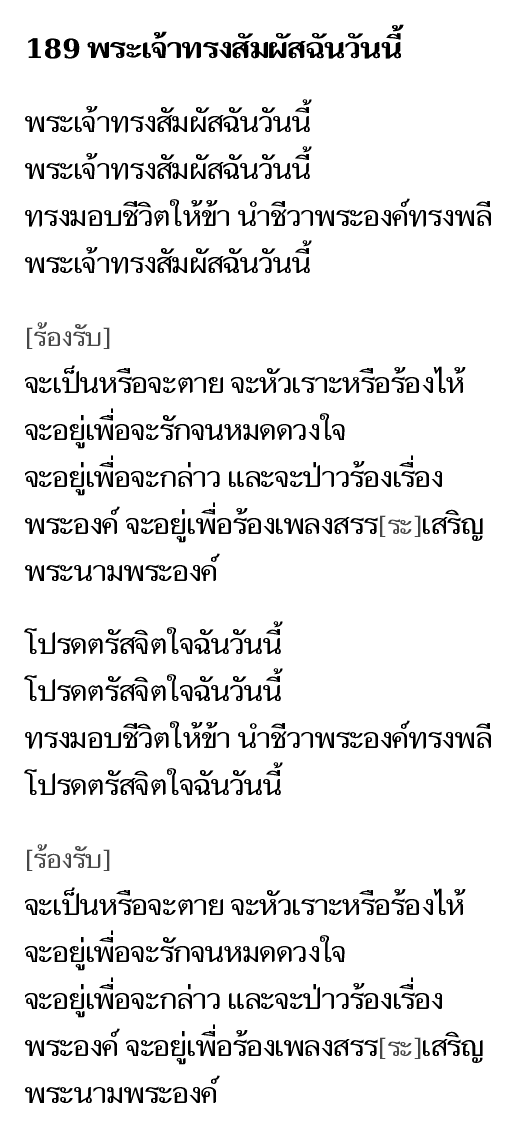 189 พระเจ้าทรงสัมผัสฉันวันนี้
พระเจ้าทรงสัมผัสฉันวันนี้
พระเจ้าทรงสัมผัสฉันวันนี้
ทรงมอบชีวิตให้ข้า นำชีวาพระองค์ทรงพลี
พระเจ้าทรงสัมผัสฉันวันนี้
[ร้องรับ]
จะเป็นหรือจะตาย จะหัวเราะหรือร้องไห้
จะอยู่เพื่อจะรักจนหมดดวงใจ
จะอยู่เพื่อจะกล่าว และจะป่าวร้องเรื่อง
พระองค์ จะอยู่เพื่อร้องเพลงสรร[ระ]เสริญ
พระนามพระองค์
โปรดตรัสจิตใจฉันวันนี้
โปรดตรัสจิตใจฉันวันนี้
ทรงมอบชีวิตให้ข้า นำชีวาพระองค์ทรงพลี
โปรดตรัสจิตใจฉันวันนี้
[ร้องรับ]
จะเป็นหรือจะตาย จะหัวเราะหรือร้องไห้
จะอยู่เพื่อจะรักจนหมดดวงใจ
จะอยู่เพื่อจะกล่าว และจะป่าวร้องเรื่อง
พระองค์ จะอยู่เพื่อร้องเพลงสรร[ระ]เสริญ
พระนามพระองค์